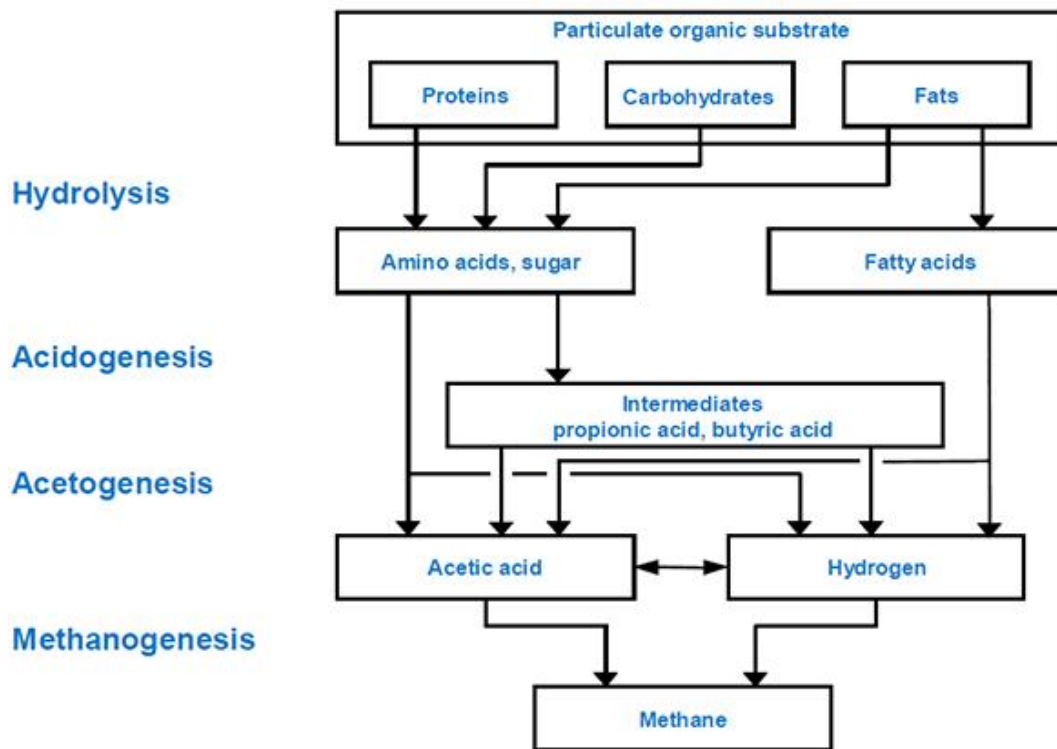 Particulate organic substrate
Proteins
Carbohydrates
Fats
Hydrolysis
Amino acids, sugar
Fatty acids
Acidogenesis
Intermediates
propionic acid, butyric acid
Acetogenesis
Acetic acid
Hydrogen
Methanogenesis
Methane